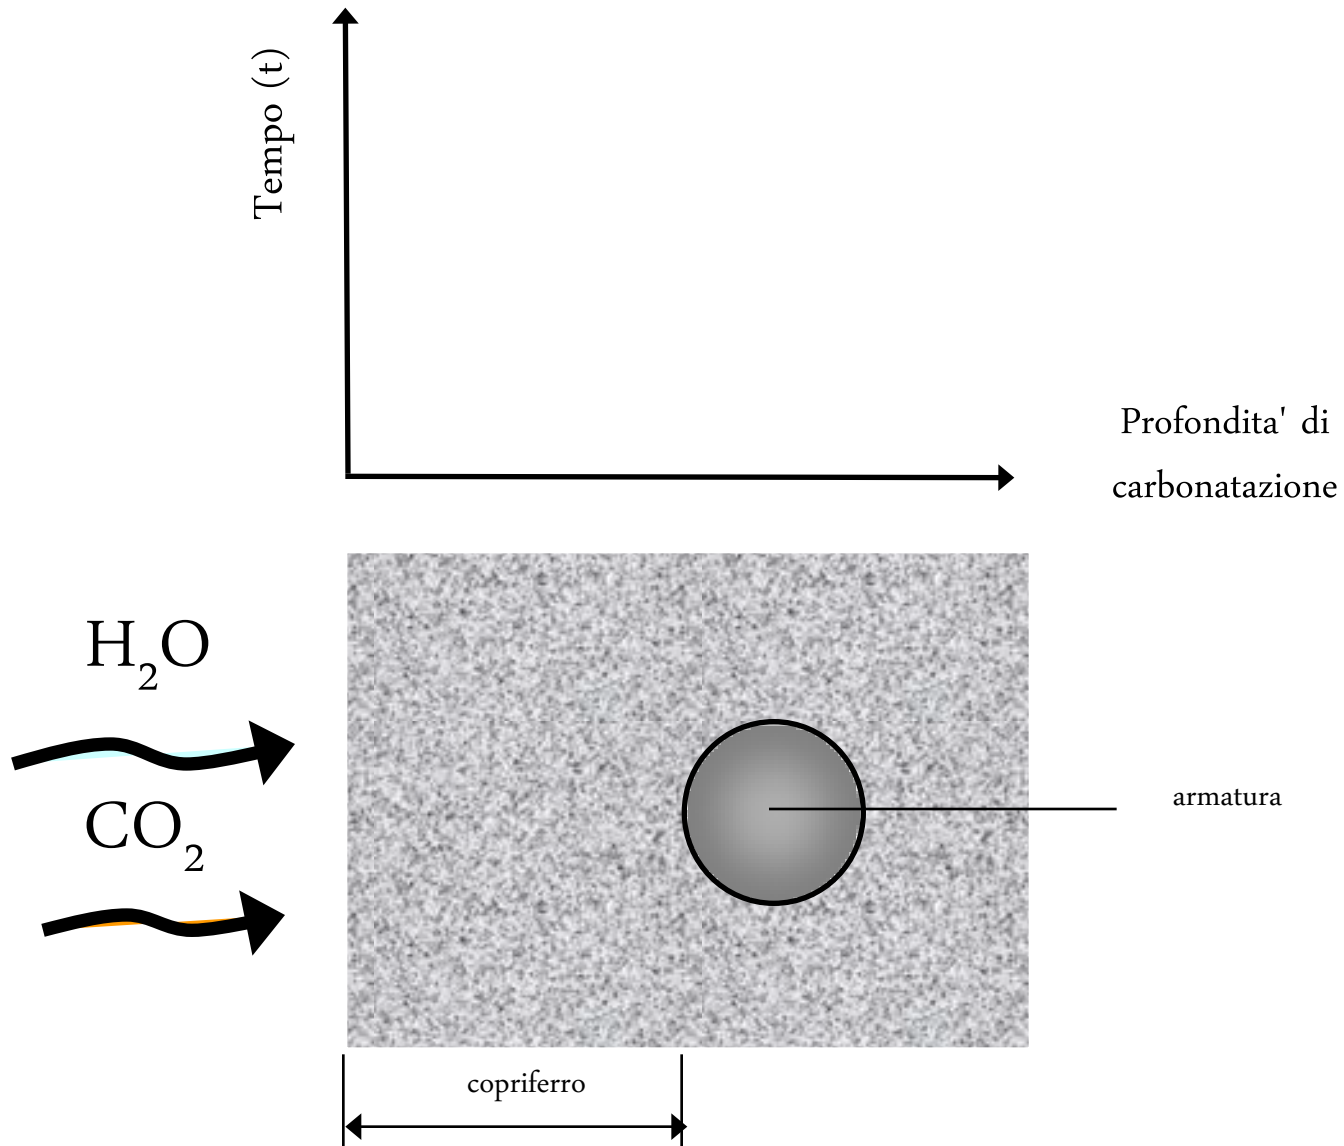 Tempo (t)
Profondita' di
carbonatazione
H₂O
CO₂
armatura
copriferro